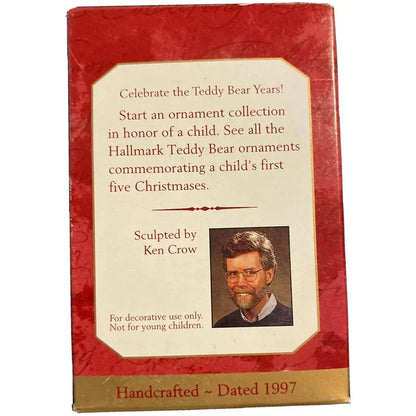 Celebrate the Teddy Bear Years!
Start an ornament collection
in honor of a child. See all the
Hallmark Teddy Bear ornaments
commemorating a child's first
five Christmases.
Sculpted by
Ken Crow
For decorative use only.
Not for young children.
Handcrafted ~ Dated 1997